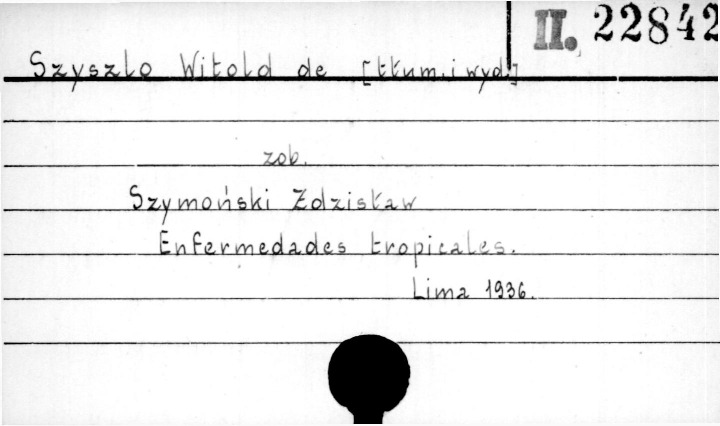 II. 22842
Szyszlo Witold de [tłum. i wyd.]
zob.
Szymoński Zdzisław
Enfermedades tropicales.
Lima 1936.